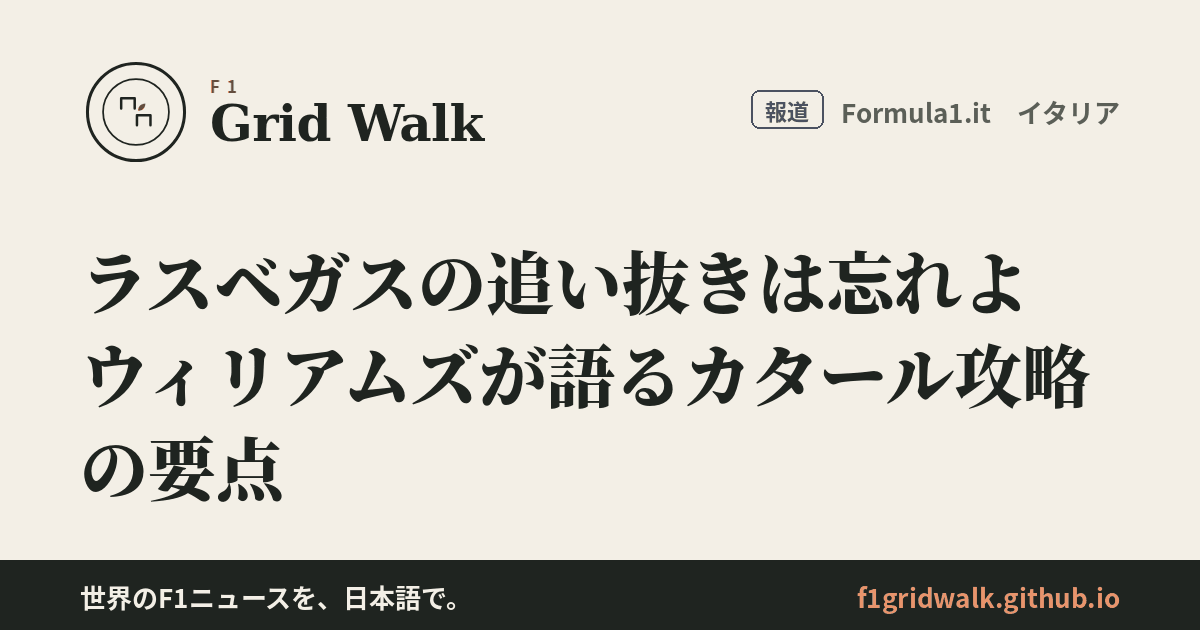 F1
Grid Walk
報道 Formula1.it イタリア
ラスベガスの追い抜きは忘れよ
ウィリアムズが語るカタール攻略
の要点
世界のF1ニュースを、日本語で。
f1gridwalk.github.io